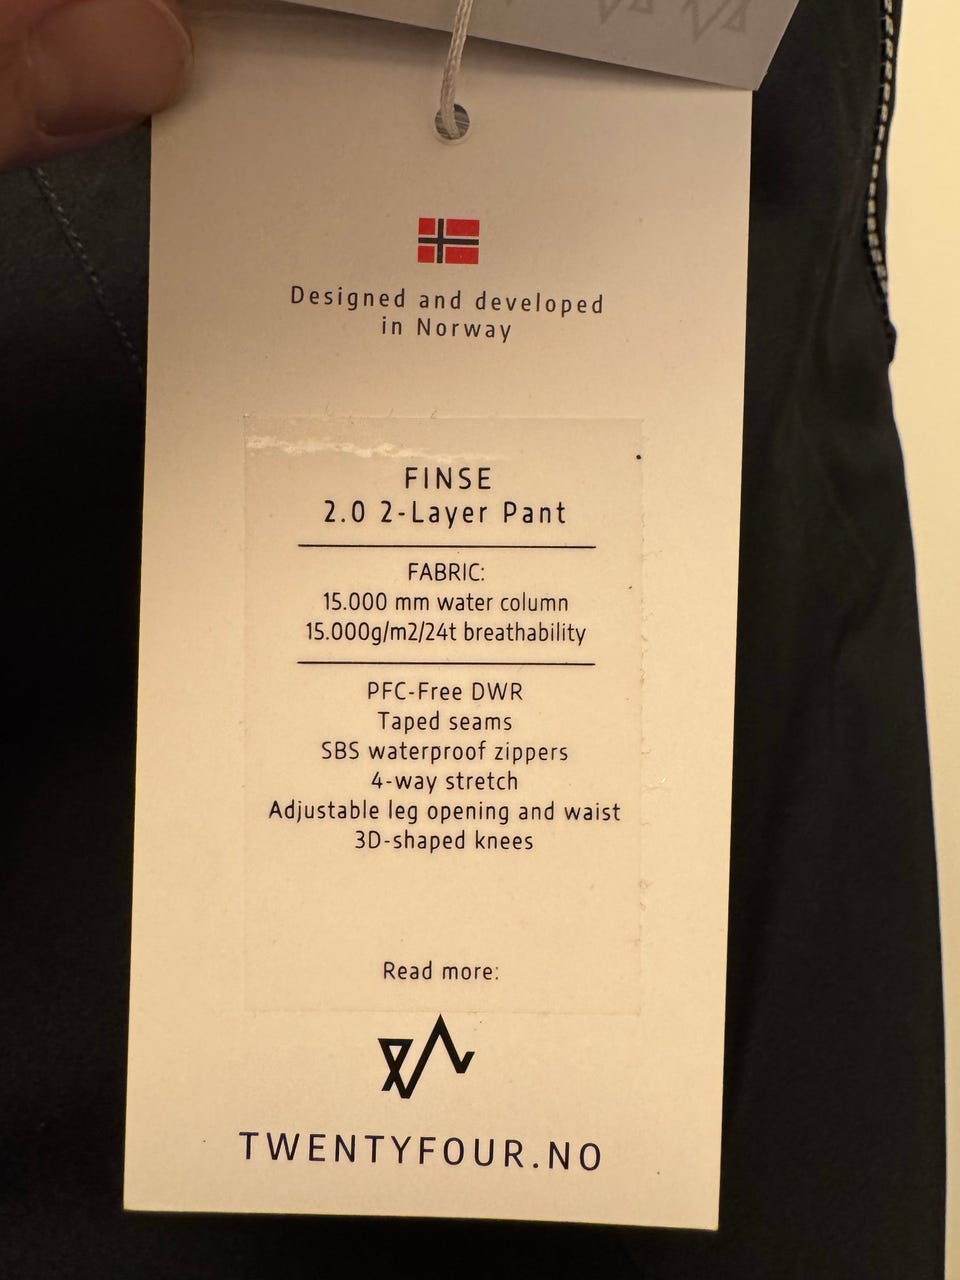 Designed and developed
in Norway
FINSE
2.0 2-Layer Pant
FABRIC:
15.000 mm water column
15.000g/m2/24t breathability
PFC-Free DWR
Taped seams
SBS waterproof zippers
4-way stretch
Adjustable leg opening and waist
3D-shaped knees
Read more:
TWENTYFOUR.NO